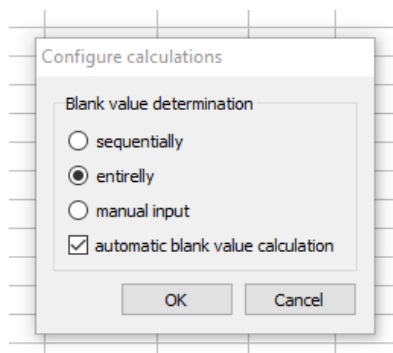 Configure calculations
Blank value determination
sequentially
entirelly
manual input
automatic blank value calculation
OK
Cancel